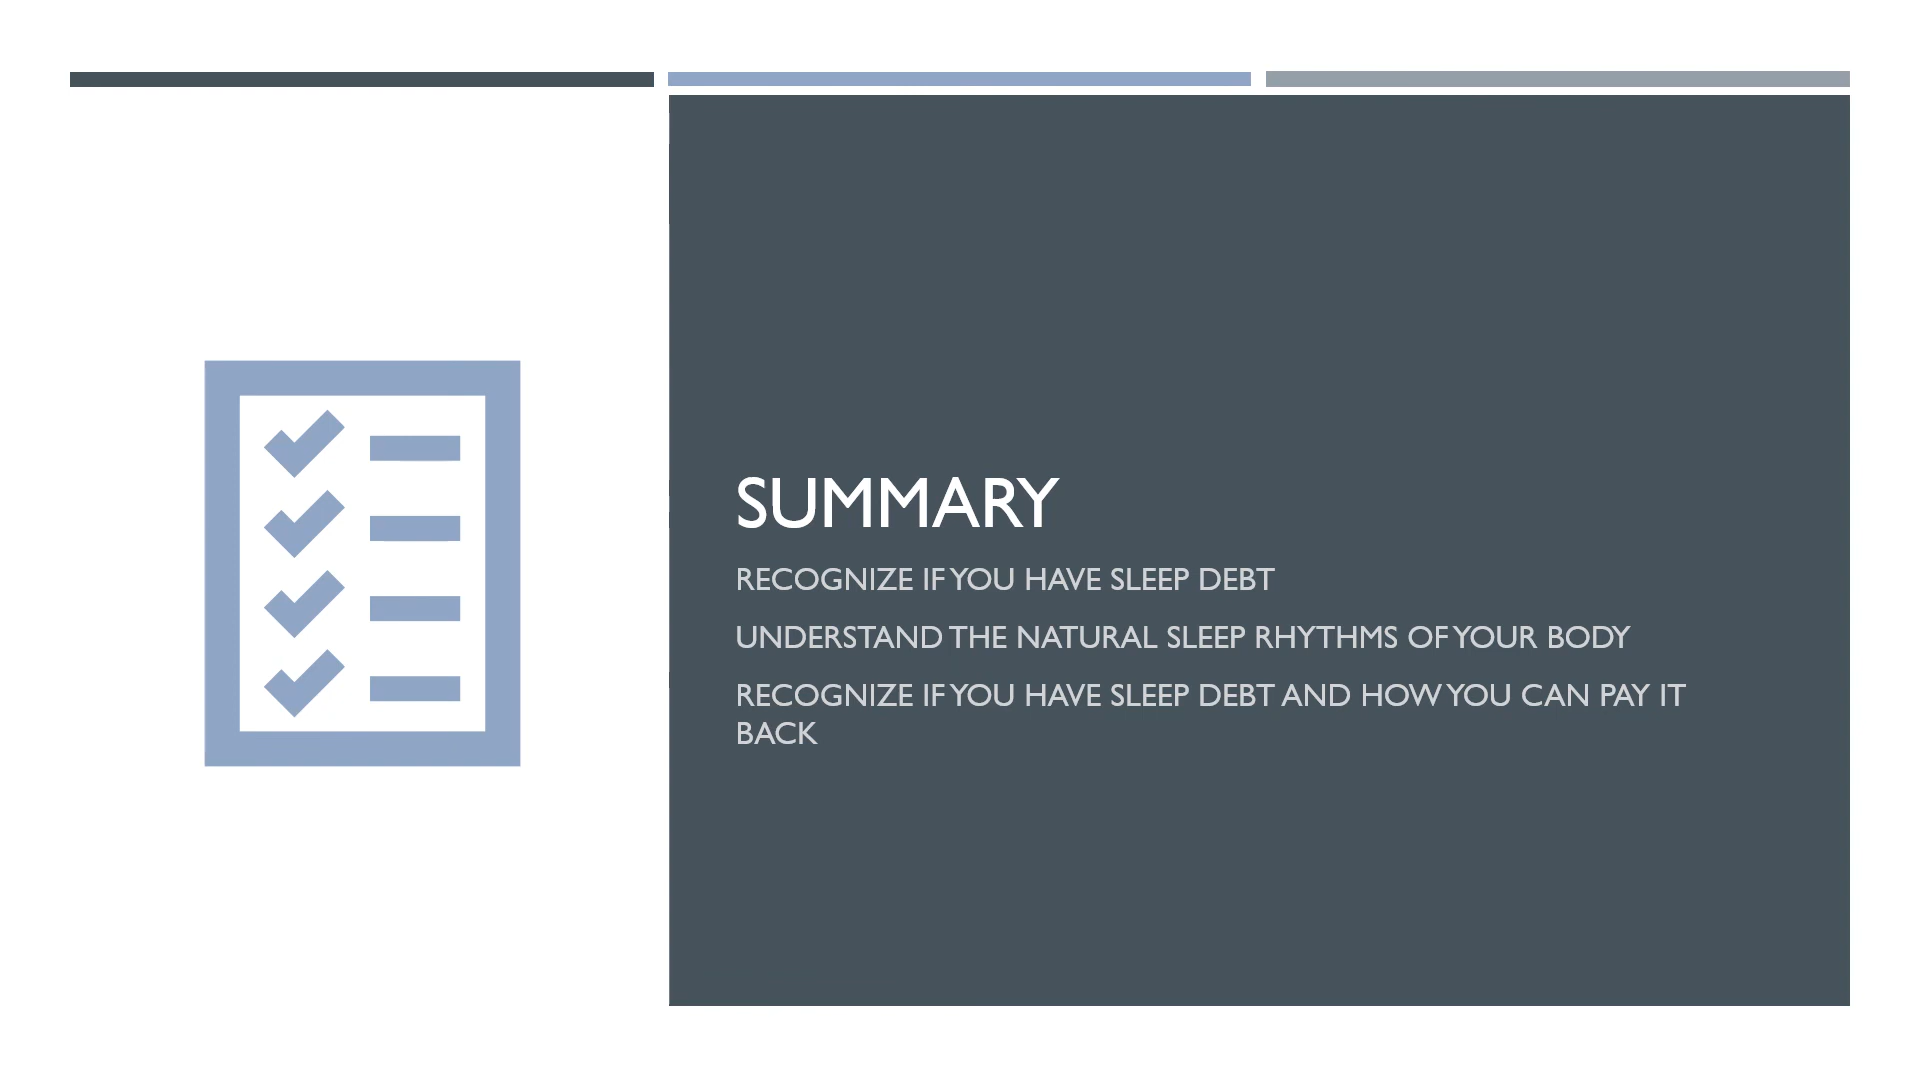 SUMMARY
RECOGNIZE IF YOU HAVE SLEEP DEBT
UNDERSTAND THE NATURAL SLEEP RHYTHMS OF YOUR BODY
RECOGNIZE IF YOU HAVE SLEEP DEBT AND HOW YOU CAN PAY IT
BACK